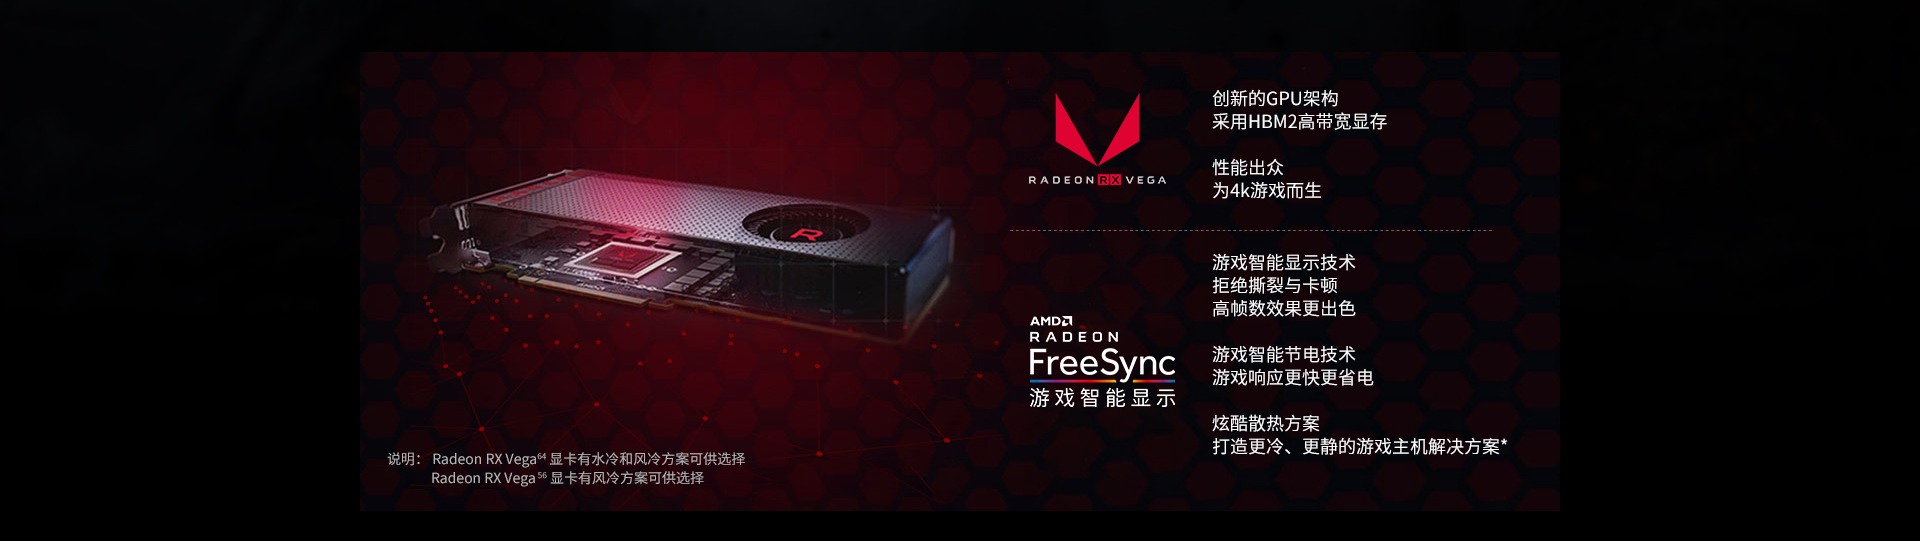 创新的GPU架构
采用HBM2高带宽显存
性能出众
为4k游戏而生
RADEON RX VEGA
游戏智能显示技术
拒绝撕裂与卡顿
高帧数效果更出色
游戏智能节电技术
游戏响应更快更省电
炫酷散热方案
打造更冷、更静的游戏主机解决方案*
AMD
RADEON
FreeSync
游戏智能显示
R
说明： Radeon RX Vega⁶⁴ 显卡有水冷和风冷方案可供选择
Radeon RX Vega⁵⁶ 显卡有风冷方案可供选择